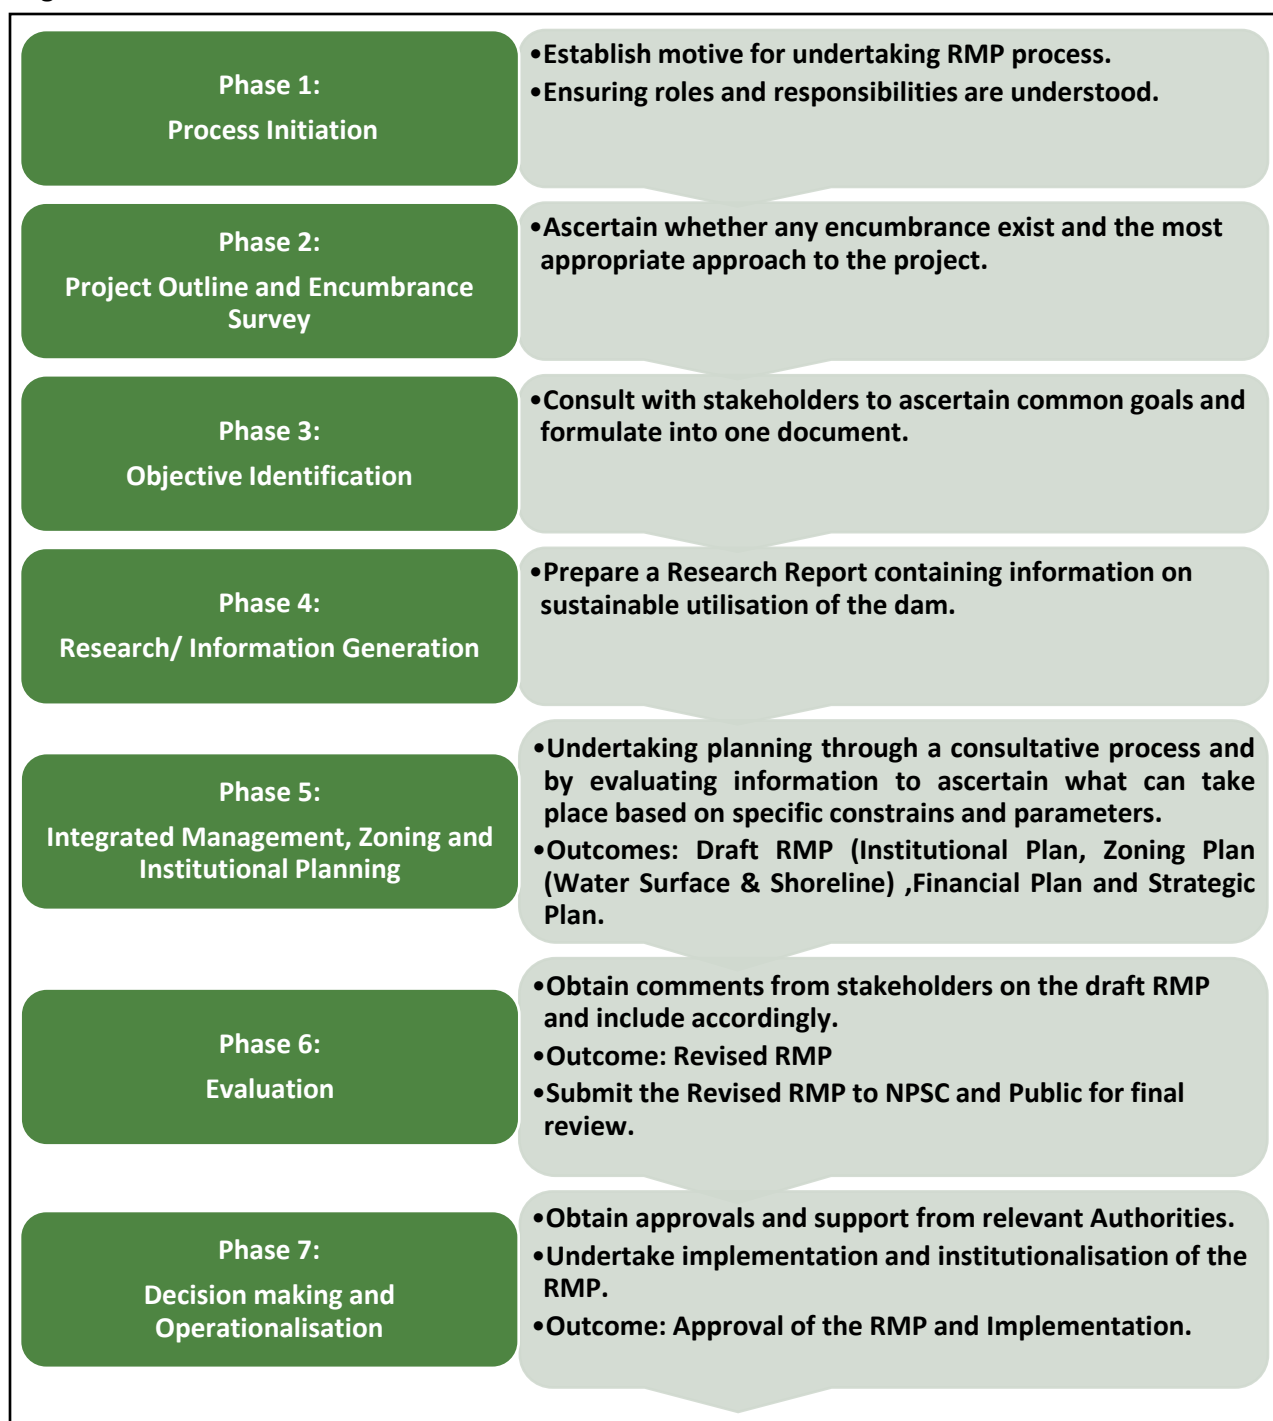 Phase 1:
Process Initiation
•Establish motive for undertaking RMP process.
•Ensuring roles and responsibilities are understood.
Phase 2:
Project Outline and Encumbrance
Survey
•Ascertain whether any encumbrance exist and the most
appropriate approach to the project.
Phase 3:
Objective Identification
•Consult with stakeholders to ascertain common goals and
formulate into one document.
Phase 4:
Research/ Information Generation
•Prepare a Research Report containing information on
sustainable utilisation of the dam.
Phase 5:
Integrated Management, Zoning and
Institutional Planning
•Undertaking planning through a consultative process and
by evaluating information to ascertain what can take
place based on specific constrains and parameters.
•Outcomes: Draft RMP (Institutional Plan, Zoning Plan
(Water Surface & Shoreline) ,Financial Plan and Strategic
Plan.
Phase 6:
Evaluation
•Obtain comments from stakeholders on the draft RMP
and include accordingly.
•Outcome: Revised RMP
•Submit the Revised RMP to NPSC and Public for final
review.
Phase 7:
Decision making and
Operationalisation
•Obtain approvals and support from relevant Authorities.
•Undertake implementation and institutionalisation of the
RMP.
•Outcome: Approval of the RMP and Implementation.